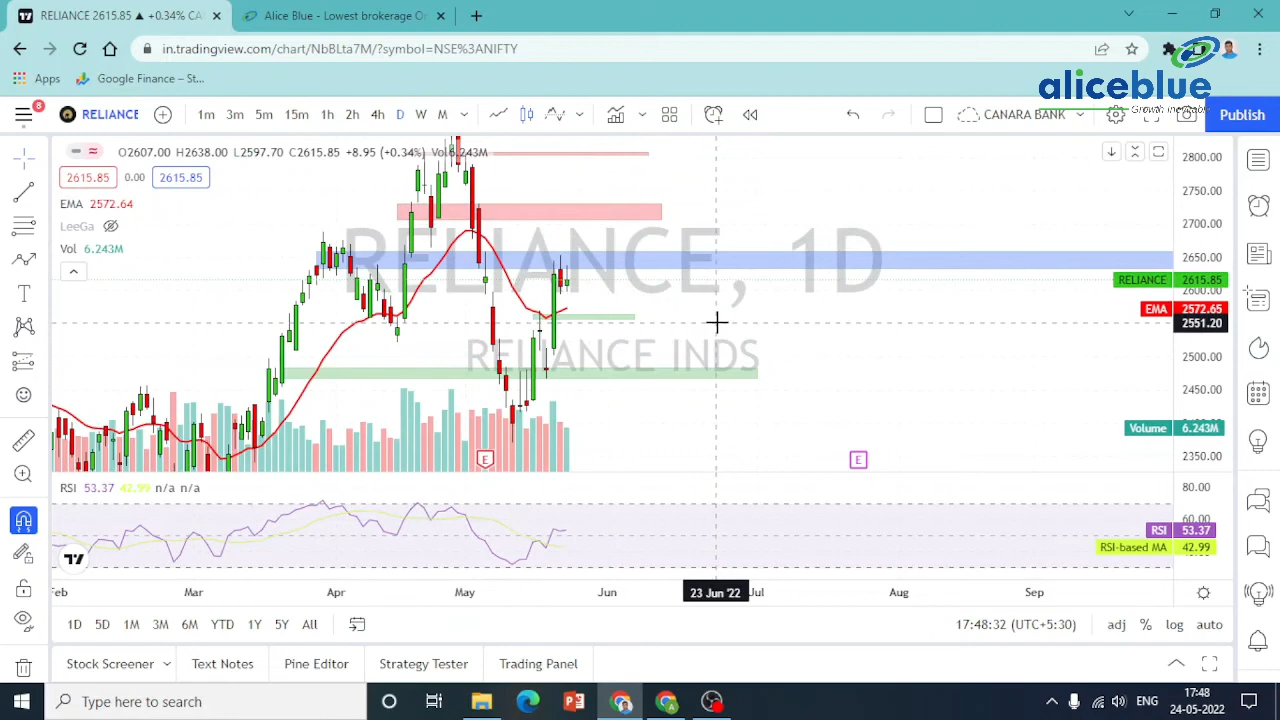 RELIANCE 2615.85 ▲ +0.34% CA
Alice Blue - Lowest brokerage On
in.tradingview.com/chart/NbBLta7M/?symbol=NSE%3ANIFTY
Apps
Google Finance – St...
aliceblue
8
RELIANCE
1m 3m 5m 15m 1h 2h 4h D W M
CANARA BANK
Publish
O2607.00 H2638.00 L2597.70 C2615.85 +8.95 (+0.34%) Vol 6.243M
2615.85 0.00 2615.85
EMA 2572.64
LeeGa
Vol 6.243M
RELIANCE, 1D
RELIANCE INDS
2800.00
2750.00
2700.00
2650.00
RELIANCE 2615.85
2600.00
EMA 2572.65
2551.20
2500.00
2450.00
Volume 6.243M
2350.00
E
E
RSI 53.37 42.99 n/a n/a
80.00
60.00
RSI 53.37
RSI-based MA 42.99
Feb Mar Apr May Jun 23 Jun '22 Jul Aug Sep
1D 5D 1M 3M 6M YTD 1Y 5Y All
17:48:32 (UTC+5:30)
adj % log auto
Stock Screener Text Notes Pine Editor Strategy Tester Trading Panel
Type here to search
ENG
17:48
24-05-2022